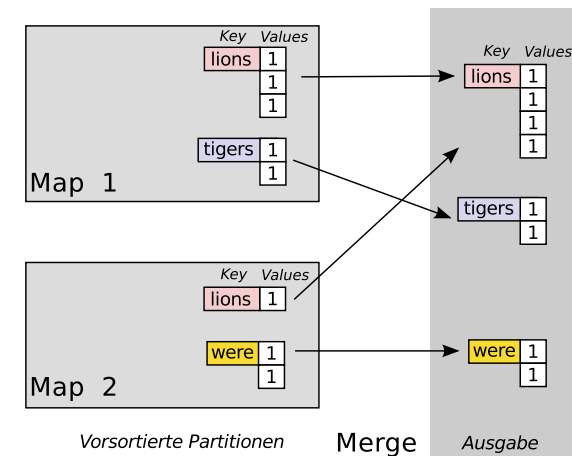 Key Values
lions 1
1
1
tigers 1
1
Map 1
Key Values
lions 1
were 1
1
Map 2
Key Values
lions 1
1
1
1
tigers 1
1
were 1
1
Vorsortierte Partitionen
Merge
Ausgabe